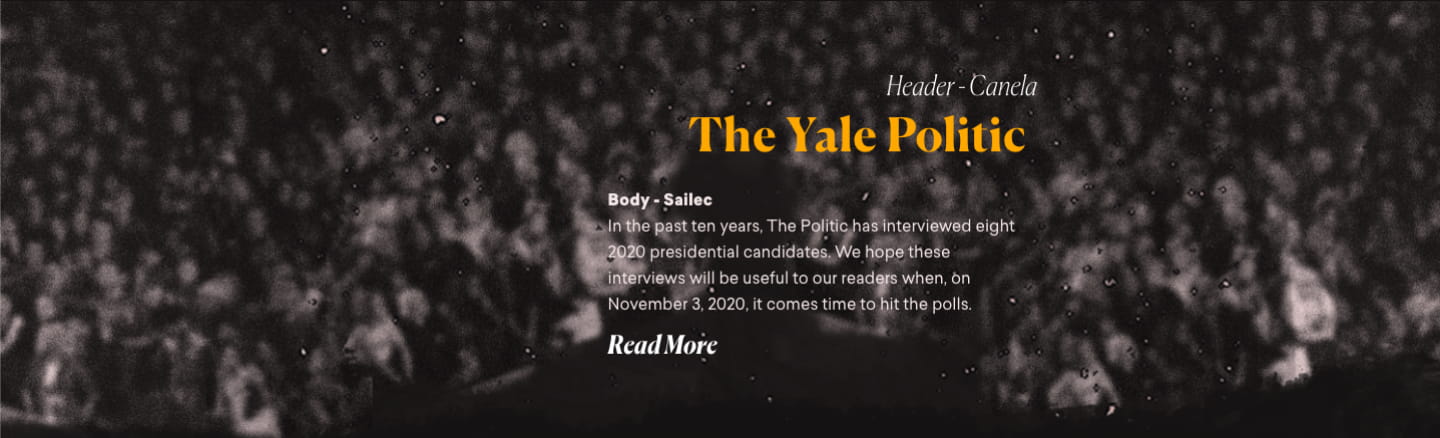 Header - Canela
The Yale Politic
Body - Sailec
In the past ten years, The Politic has interviewed eight
2020 presidential candidates. We hope these
interviews will be useful to our readers when, on
November 3, 2020, it comes time to hit the polls.
Read More